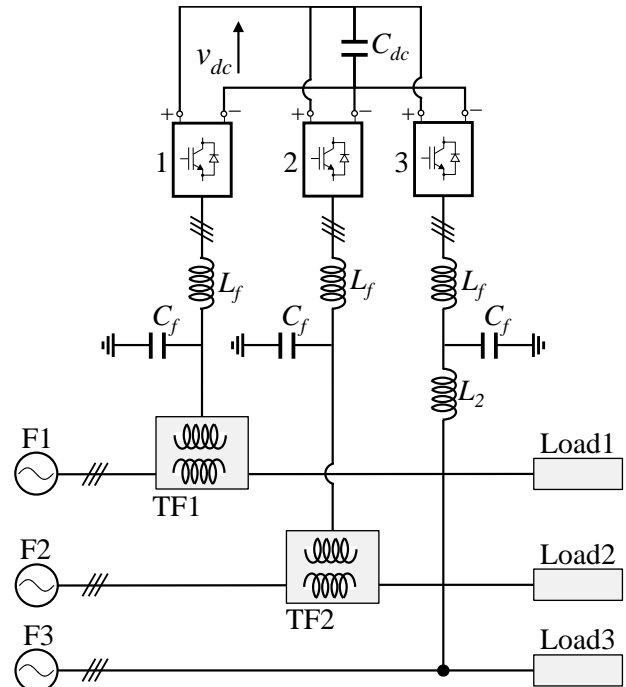 v_dc
C_dc
+ − + − + −
1 2 3
L_f L_f L_f
C_f C_f C_f
L_2
F1
Load1
TF1
F2
Load2
TF2
F3
Load3